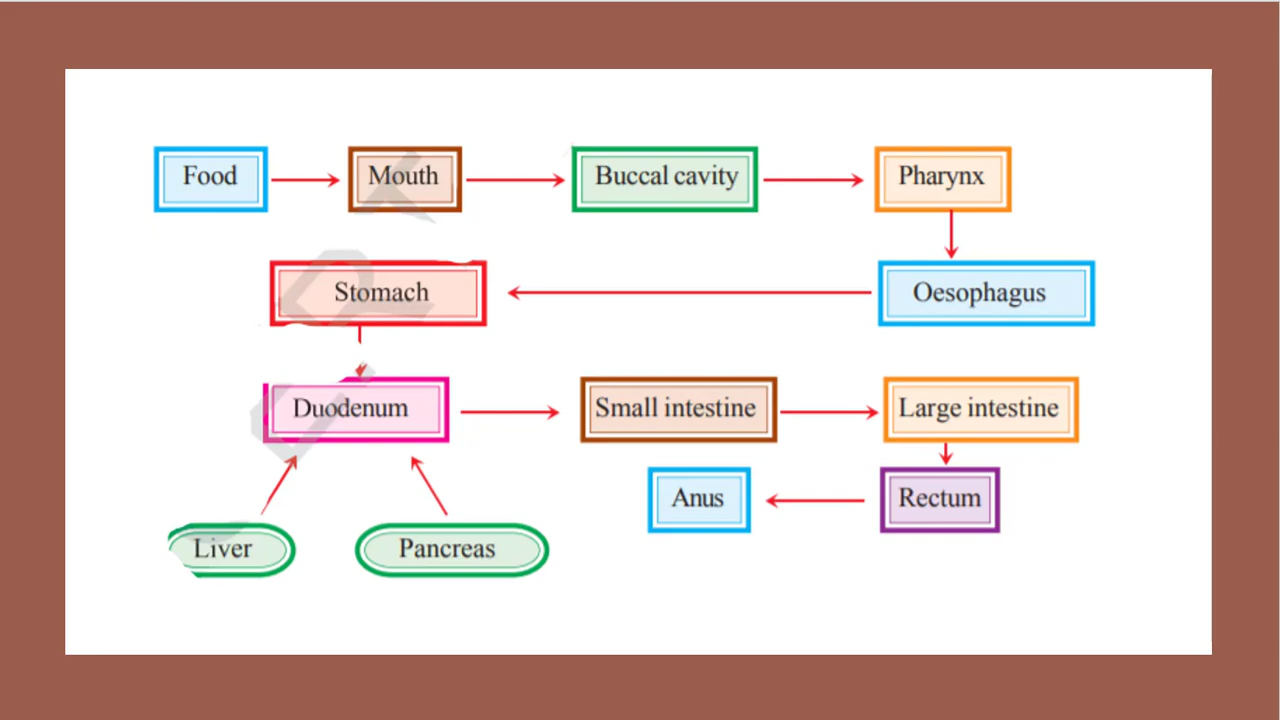 Food
Mouth
Buccal cavity
Pharynx
Oesophagus
Stomach
Duodenum
Small intestine
Large intestine
Rectum
Anus
Liver
Pancreas